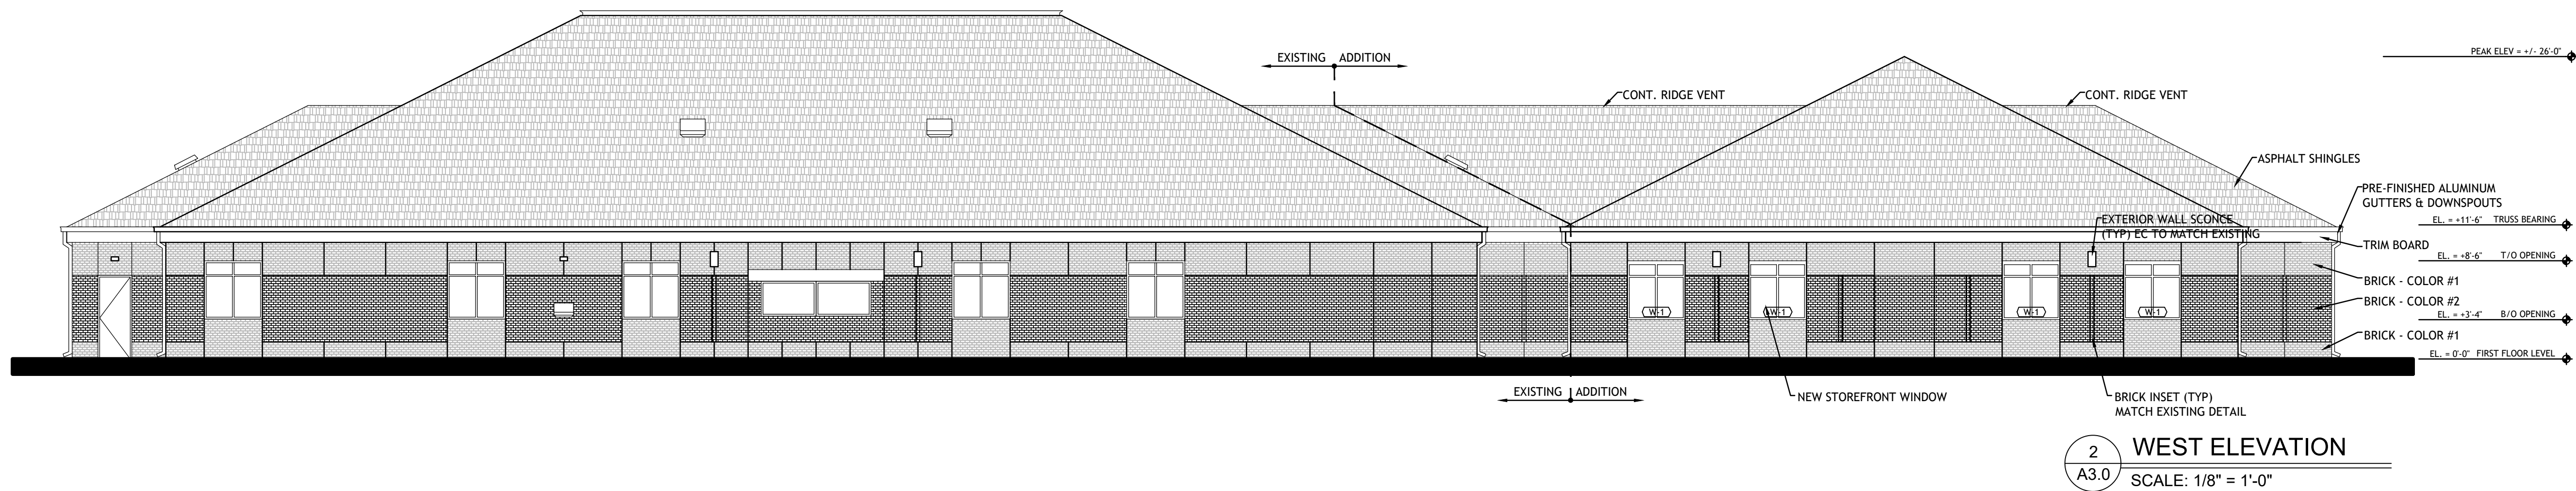 PEAK ELEV = +/- 26'-0"
EXISTING ADDITION
CONT. RIDGE VENT
CONT. RIDGE VENT
ASPHALT SHINGLES
PRE-FINISHED ALUMINUM
GUTTERS & DOWNSPOUTS
EXTERIOR WALL SCONCE
(TYP) EC TO MATCH EXISTING
EL. = +11'-6" TRUSS BEARING
TRIM BOARD
EL. = +8'-6" T/O OPENING
BRICK - COLOR #1
BRICK - COLOR #2
W-1 W-1 W-1 W-1
EL. = +3'-4" B/O OPENING
BRICK - COLOR #1
EL. = 0'-0" FIRST FLOOR LEVEL
EXISTING ADDITION
NEW STOREFRONT WINDOW
BRICK INSET (TYP)
MATCH EXISTING DETAIL
2
A3.0
WEST ELEVATION
SCALE: 1/8" = 1'-0"